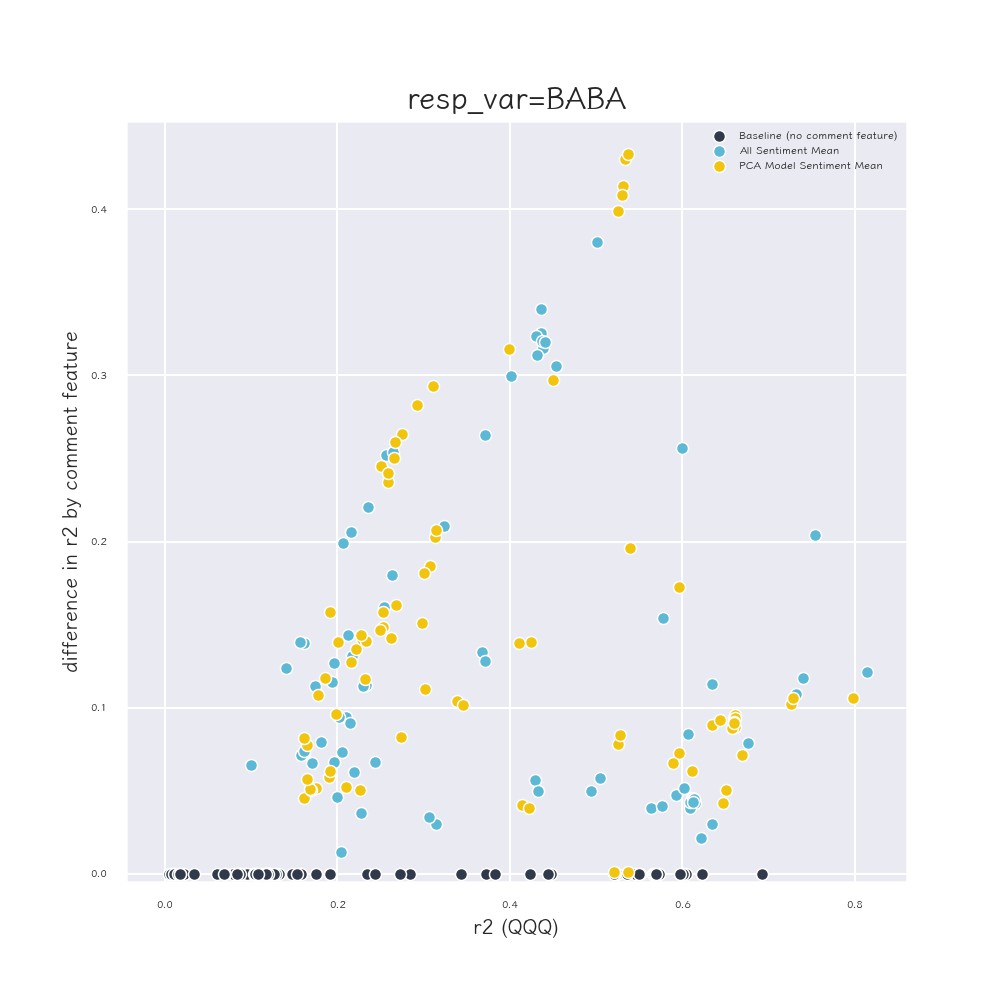 resp_var=BABA
Baseline (no comment feature)
All Sentiment Mean
PCA Model Sentiment Mean
difference in r2 by comment feature
0.4
0.3
0.2
0.1
0.0
0.0 0.2 0.4 0.6 0.8
r2 (QQQ)